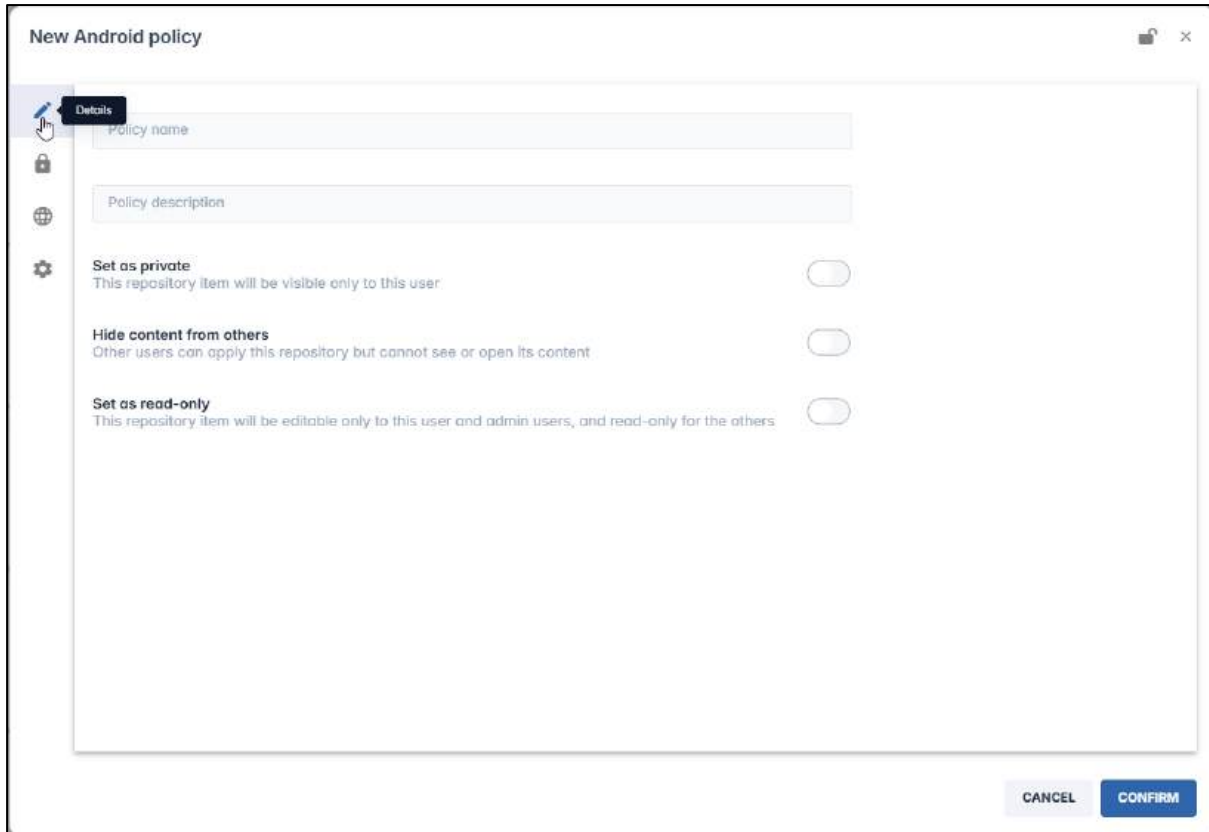 New Android policy
Details
Policy name
Policy description
Set as private
This repository item will be visible only to this user
Hide content from others
Other users can apply this repository but cannot see or open its content
Set as read-only
This repository item will be editable only to this user and admin users, and read-only for the others
CANCEL
CONFIRM